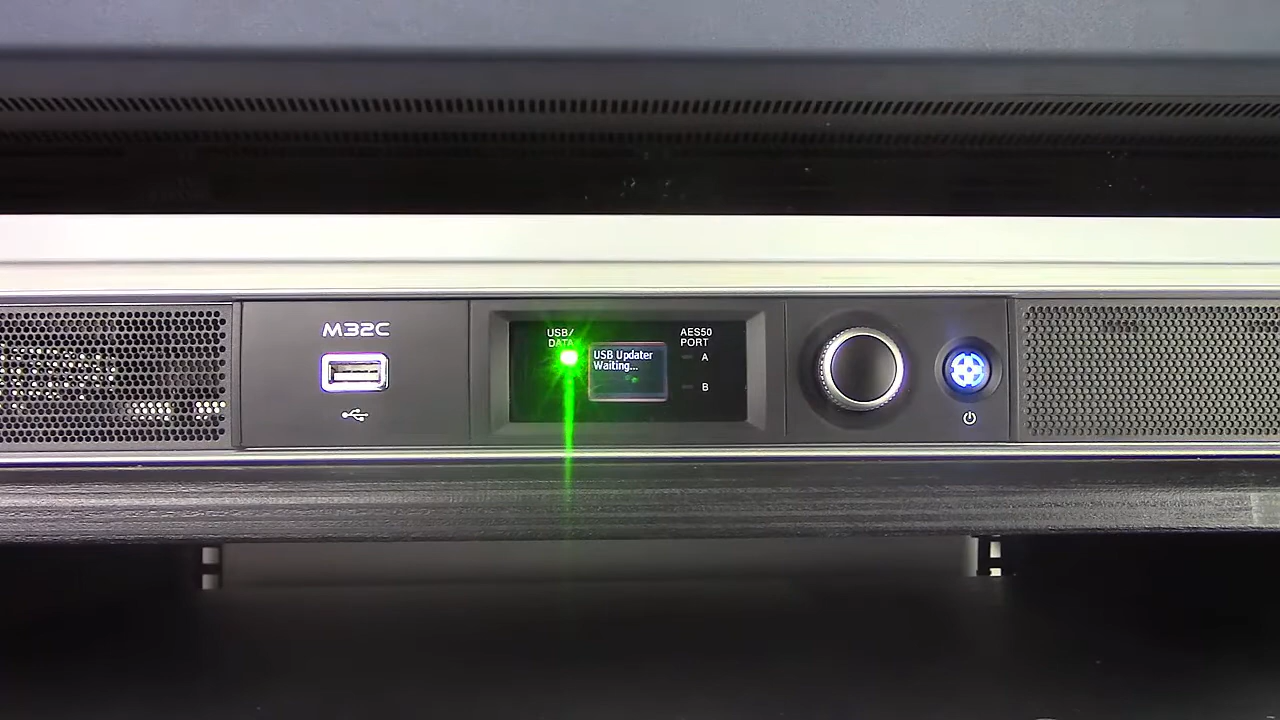 M32C
USB/
DATA
USB Updater
Waiting...
AES50
PORT
A
B